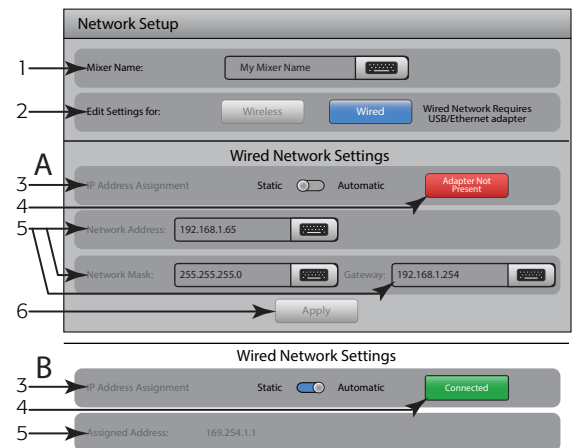 Network Setup
1 Mixer Name: My Mixer Name
2 Edit Settings for: Wireless Wired Wired Network Requires
USB/Ethernet adapter
A Wired Network Settings
3 IP Address Assignment Static Automatic Adapter Not
Present
4
5 Network Address: 192.168.1.65
Network Mask: 255.255.255.0 Gateway: 192.168.1.254
6 Apply
B Wired Network Settings
3 IP Address Assignment Static Automatic Connected
4
5 Assigned Address: 169.254.1.1